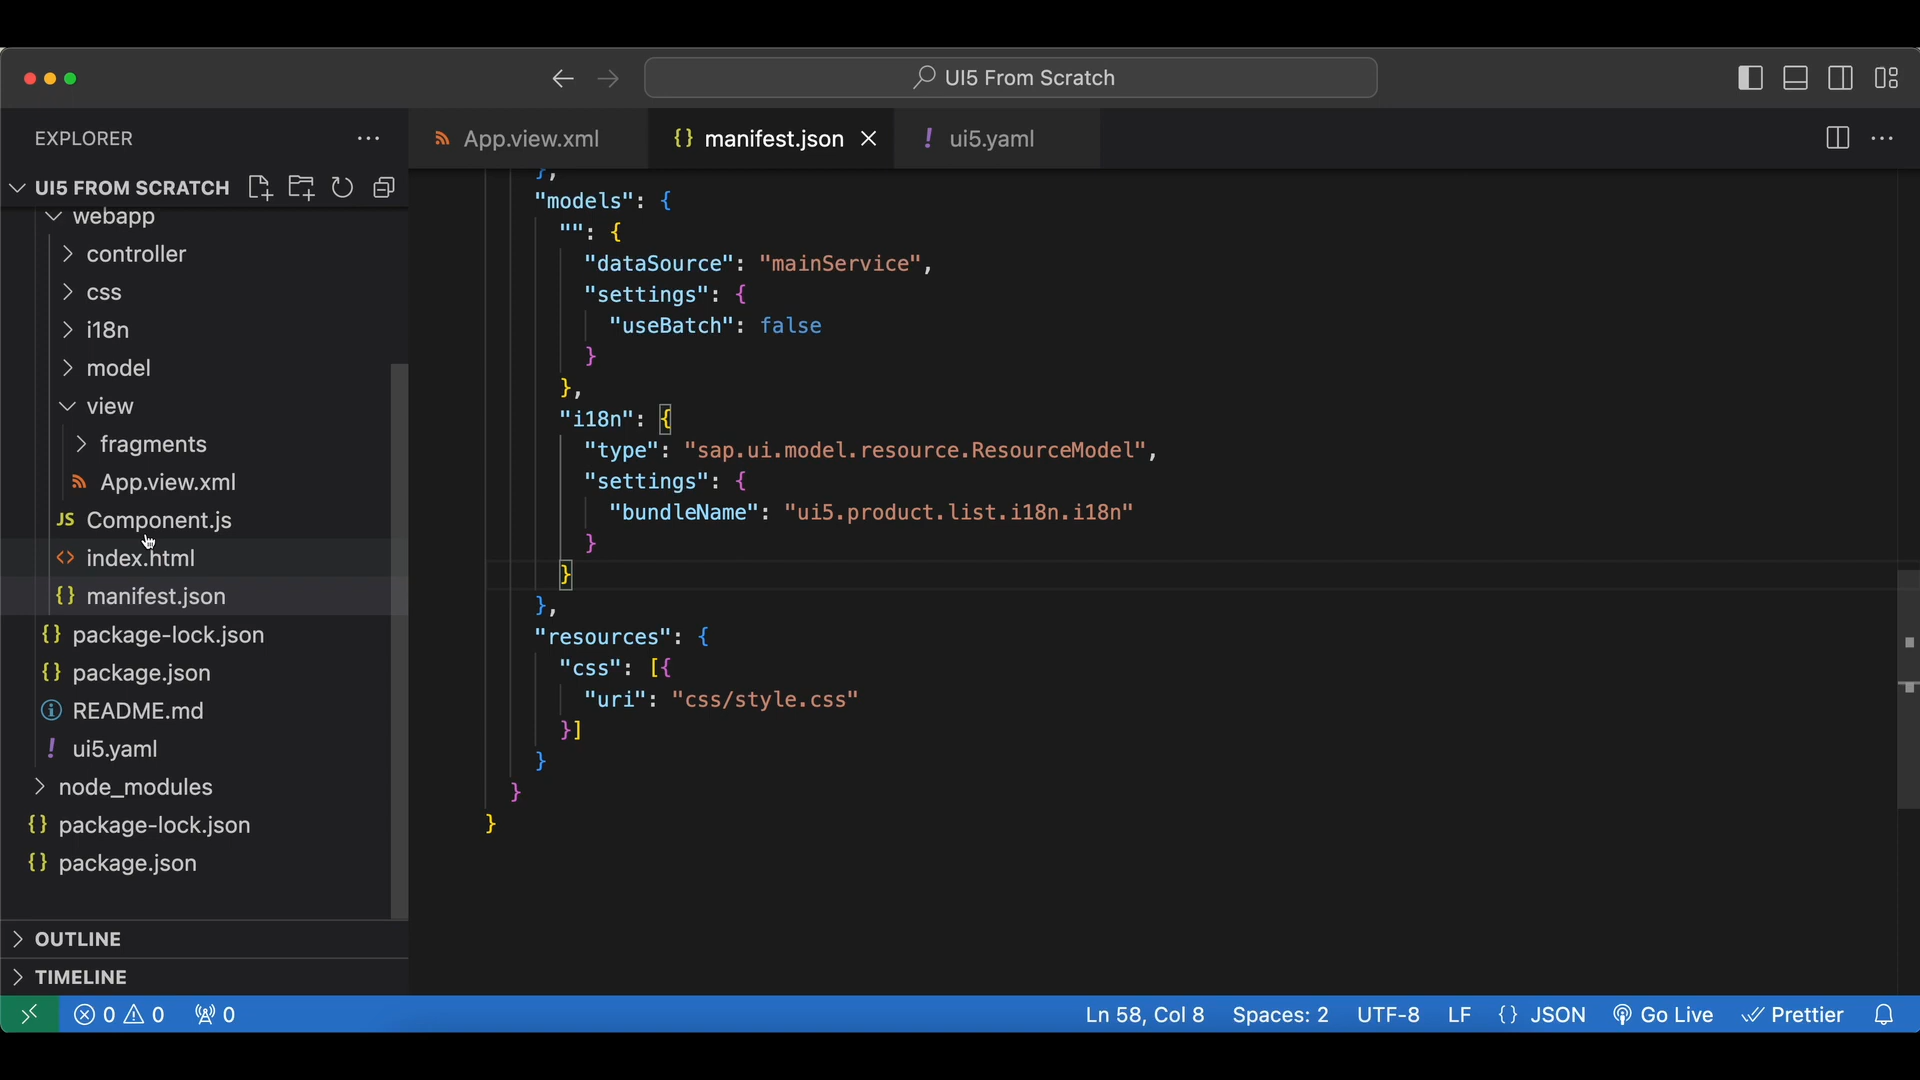 UI5 From Scratch
EXPLORER
App.view.xml
{} manifest.json
! ui5.yaml
UI5 FROM SCRATCH
webapp
controller
css
i18n
model
view
fragments
App.view.xml
JS Component.js
<> index.html
{} manifest.json
{} package-lock.json
{} package.json
README.md
! ui5.yaml
node_modules
{} package-lock.json
{} package.json
OUTLINE
TIMELINE
},
"models": {
"": {
"dataSource": "mainService",
"settings": {
"useBatch": false
}
},
"i18n": {
"type": "sap.ui.model.resource.ResourceModel",
"settings": {
"bundleName": "ui5.product.list.i18n.i18n"
}
}
},
"resources": {
"css": [{
"uri": "css/style.css"
}]
}
}
}
0 0 0
Ln 58, Col 8 Spaces: 2 UTF-8 LF {} JSON Go Live Prettier